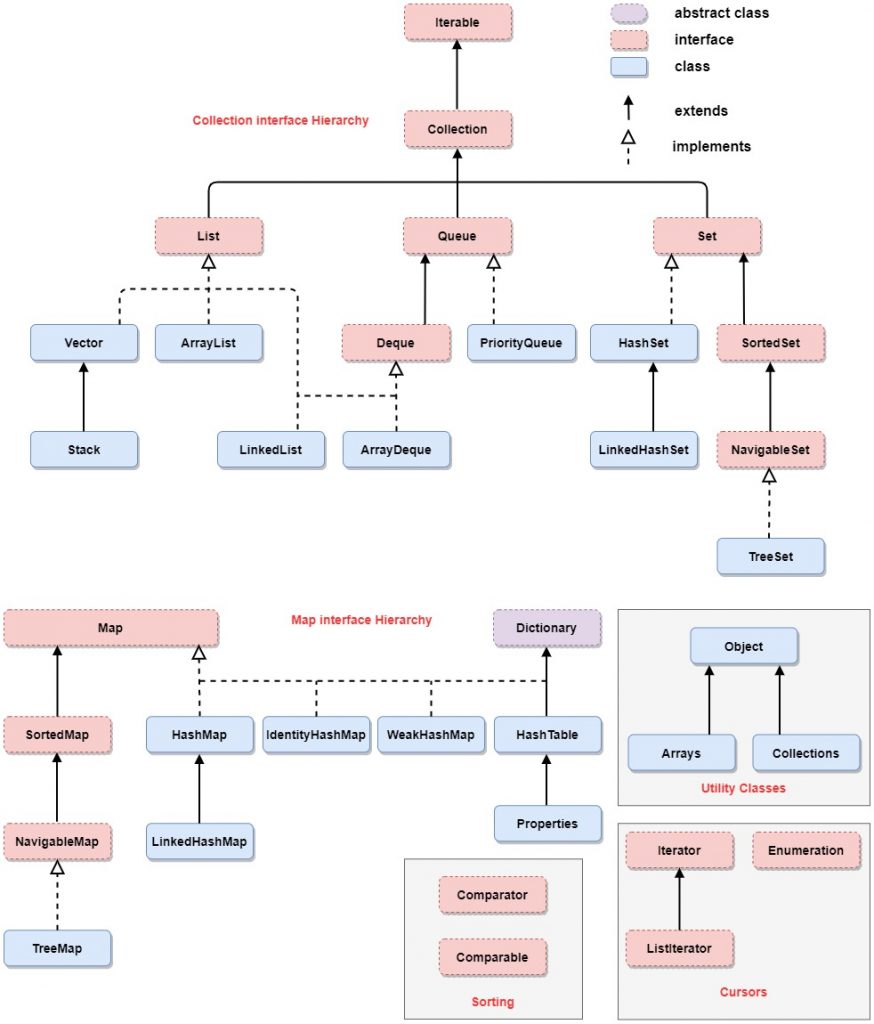 Iterable
abstract class
interface
class
Collection interface Hierarchy
Collection
extends
implements
List
Queue
Set
Vector
ArrayList
Deque
PriorityQueue
HashSet
SortedSet
Stack
LinkedList
ArrayDeque
LinkedHashSet
NavigableSet
TreeSet
Map
Map interface Hierarchy
Dictionary
Object
SortedMap
HashMap
IdentityHashMap
WeakHashMap
HashTable
Arrays
Collections
Utility Classes
NavigableMap
LinkedHashMap
Properties
Iterator
Enumeration
Comparator
TreeMap
Comparable
ListIterator
Sorting
Cursors